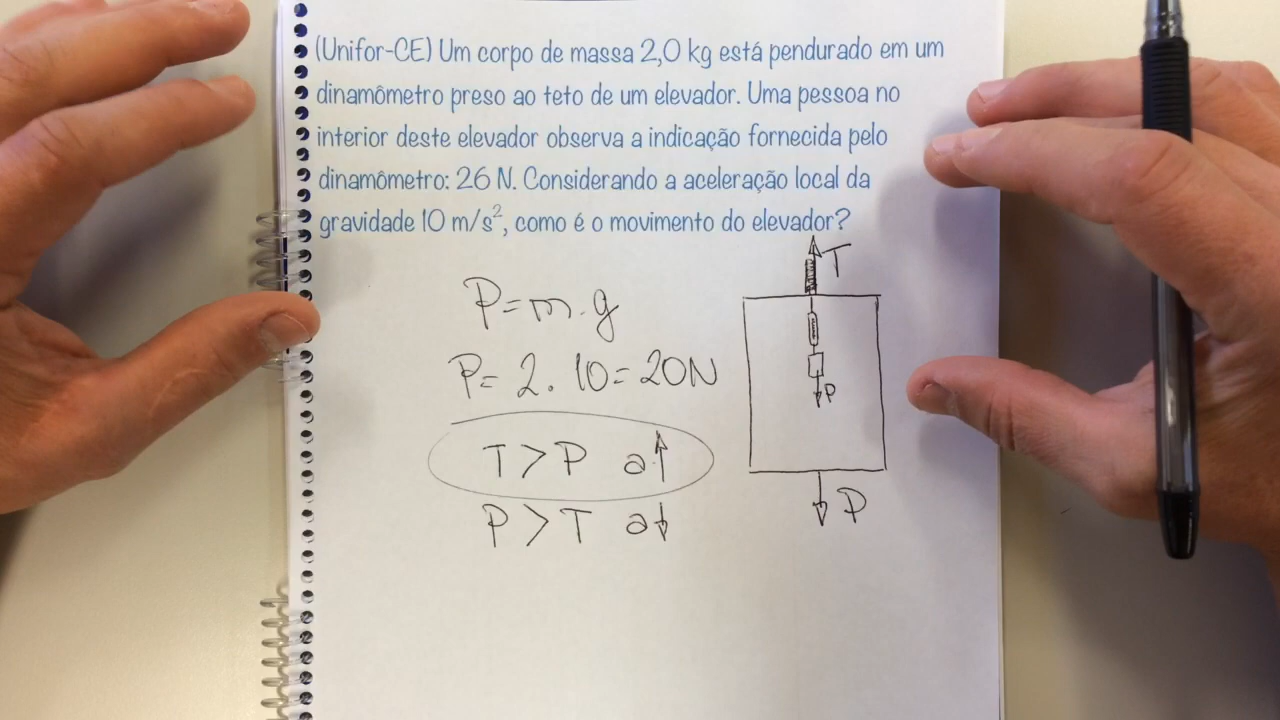 (Unifor-CE) Um corpo de massa 2,0 kg está pendurado em um
dinamômetro preso ao teto de um elevador. Uma pessoa no
interior deste elevador observa a indicação fornecida pelo
dinamômetro: 26 N. Considerando a aceleração local da
gravidade 10 m/s², como é o movimento do elevador?
T
P=m.g
P=2.10=20N
P
T>P a↑
P>T a↓
P